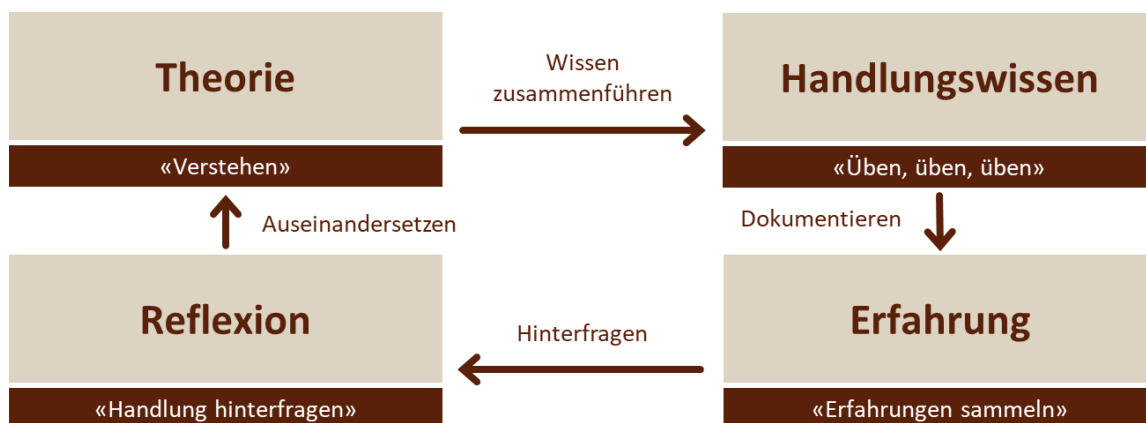 Theorie
Wissen
zusammenführen
Handlungswissen
«Verstehen»
«Üben, üben, üben»
Auseinandersetzen
Dokumentieren
Reflexion
Hinterfragen
Erfahrung
«Handlung hinterfragen»
«Erfahrungen sammeln»